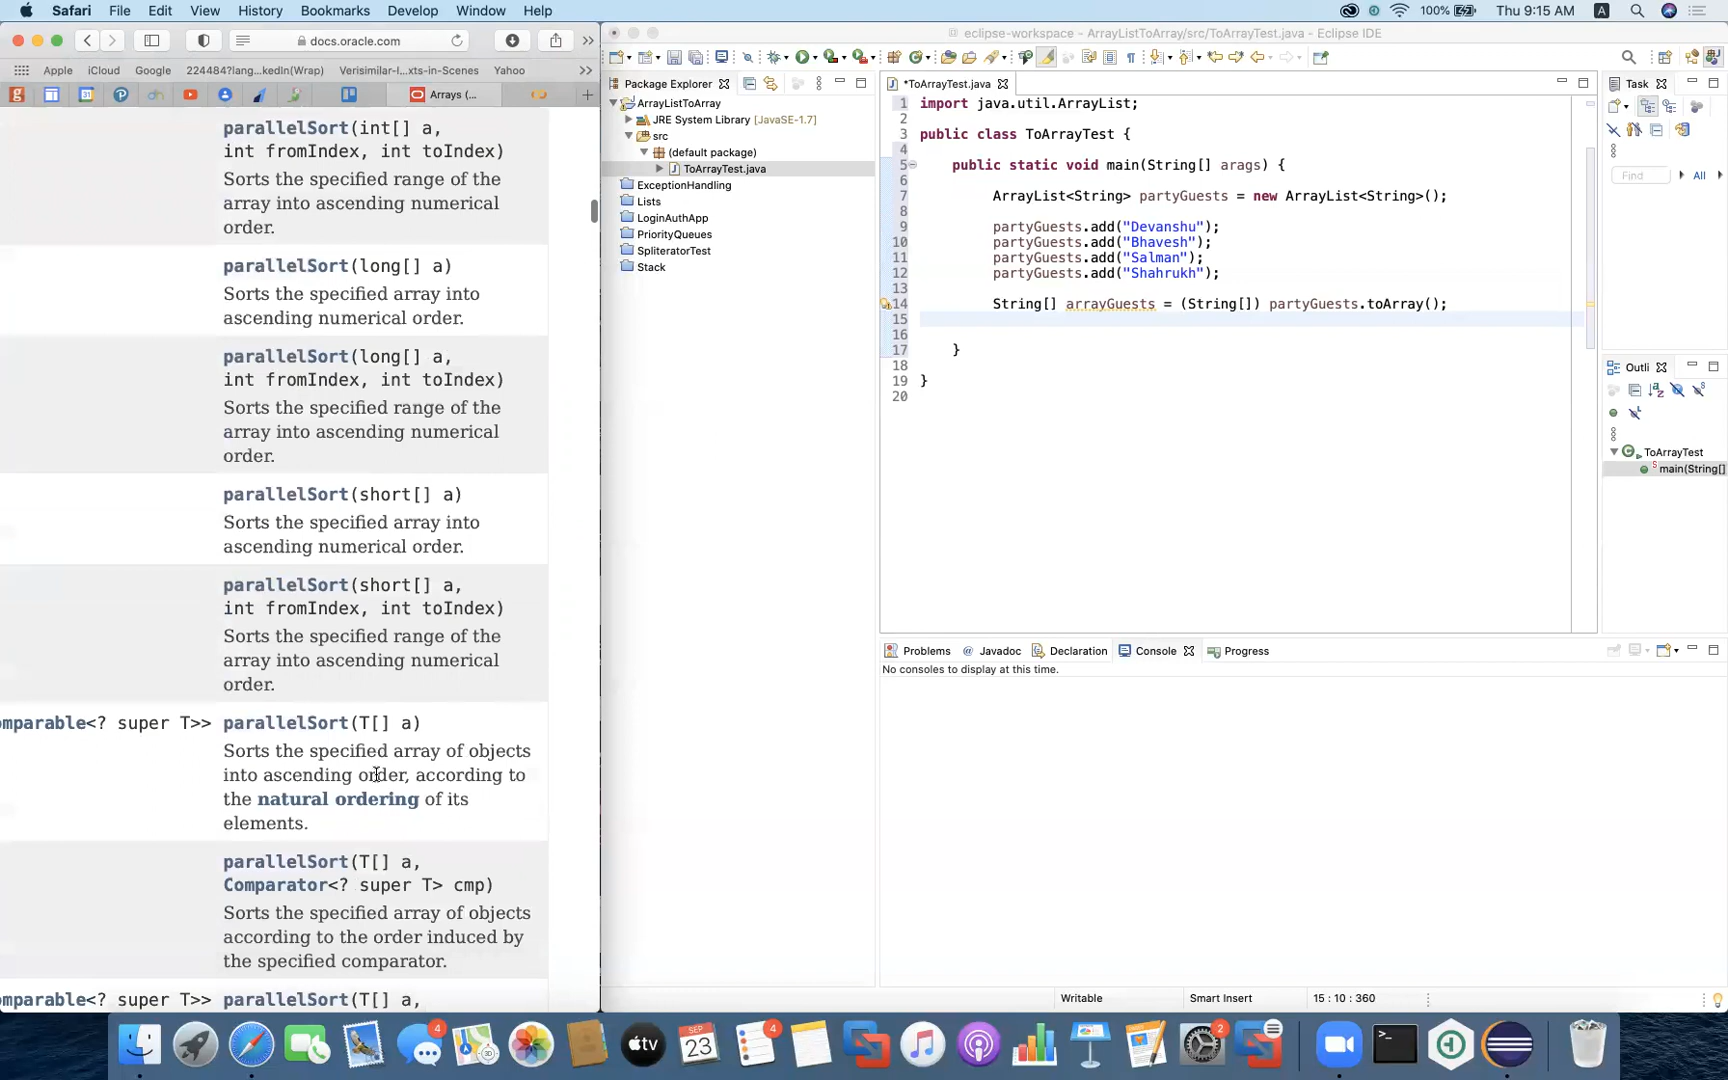 Safari File Edit View History Bookmarks Develop Window Help 100% Thu 9:15 AM A
docs.oracle.com
Apple iCloud Google 224484?lang...kedIn(Wrap) Verisimilar-I...xts-in-Scenes Yahoo
Arrays (...
parallelSort(int[] a,
int fromIndex, int toIndex)
Sorts the specified range of the
array into ascending numerical
order.
parallelSort(long[] a)
Sorts the specified array into
ascending numerical order.
parallelSort(long[] a,
int fromIndex, int toIndex)
Sorts the specified range of the
array into ascending numerical
order.
parallelSort(short[] a)
Sorts the specified array into
ascending numerical order.
parallelSort(short[] a,
int fromIndex, int toIndex)
Sorts the specified range of the
array into ascending numerical
order.
omparable<? super T>> parallelSort(T[] a)
Sorts the specified array of objects
into ascending order, according to
the natural ordering of its
elements.
parallelSort(T[] a,
Comparator<? super T> cmp)
Sorts the specified array of objects
according to the order induced by
the specified comparator.
omparable<? super T>> parallelSort(T[] a,
eclipse-workspace - ArrayListToArray/src/ToArrayTest.java - Eclipse IDE
Package Explorer
ArrayListToArray
JRE System Library [JavaSE-1.7]
src
(default package)
ToArrayTest.java
ExceptionHandling
Lists
LoginAuthApp
PriorityQueues
SpliteratorTest
Stack
*ToArrayTest.java
1 import java.util.ArrayList;
2
3 public class ToArrayTest {
4
5 public static void main(String[] arags) {
6
7 ArrayList<String> partyGuests = new ArrayList<String>();
8
9 partyGuests.add("Devanshu");
10 partyGuests.add("Bhavesh");
11 partyGuests.add("Salman");
12 partyGuests.add("Shahrukh");
13
14 String[] arrayGuests = (String[]) partyGuests.toArray();
15
16
17 }
18
19 }
20
Task
Find All
Outli
ToArrayTest
main(String[]
Problems @ Javadoc Declaration Console Progress
No consoles to display at this time.
Writable Smart Insert 15 : 10 : 360
4
tv
SEP
23
4
2